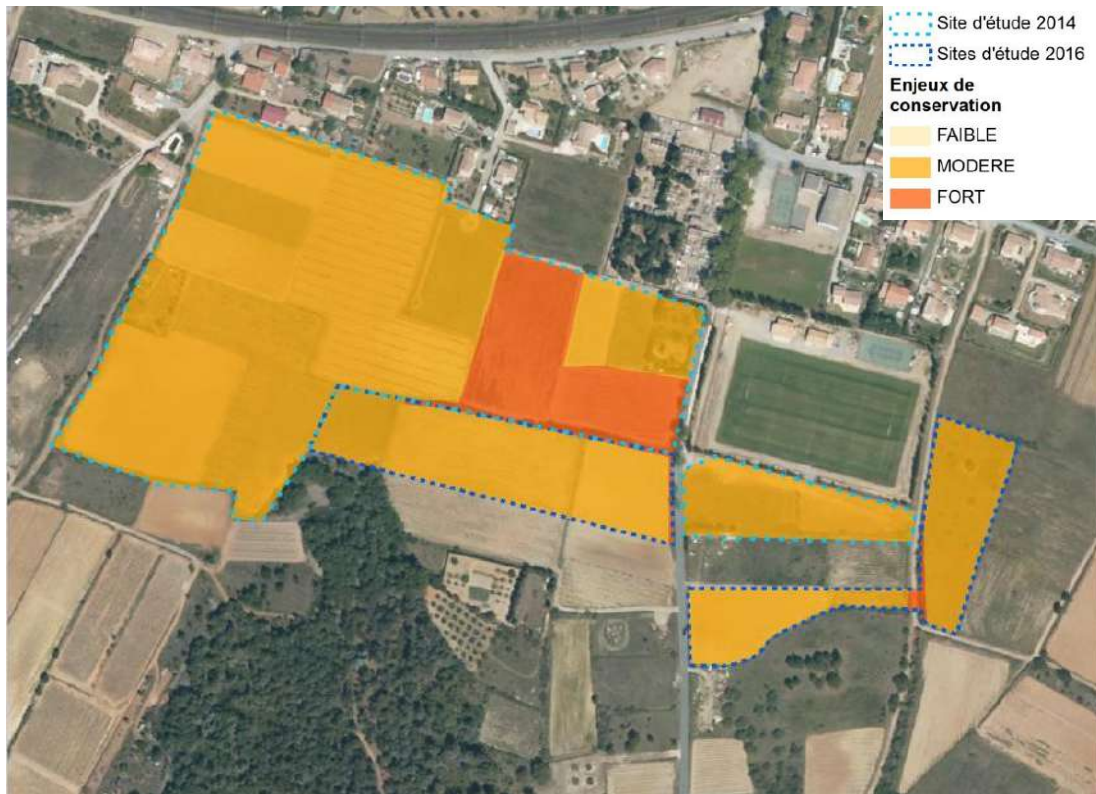 Site d'étude 2014
Sites d'étude 2016
Enjeux de
conservation
FAIBLE
MODERE
FORT